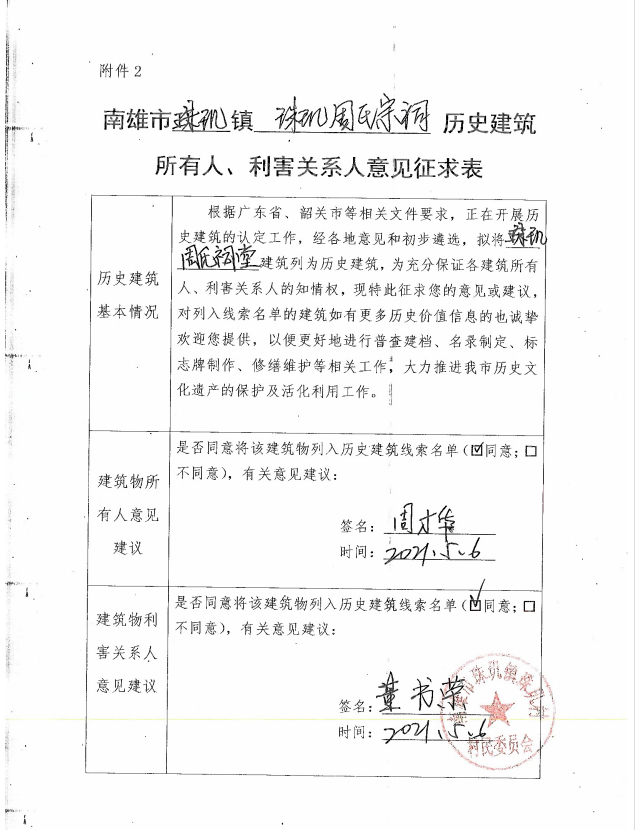 附件2
南雄市珠玑镇 珠玑周氏宗祠 历史建筑
所有人、利害关系人意见征求表
历史建筑
基本情况
根据广东省、韶关市等相关文件要求，正在开展历
史建筑的认定工作，经各地意见和初步遴选，拟将珠玑
周氏祠堂建筑列为历史建筑，为充分保证各建筑所有
人、利害关系人的知情权，现特此征求您的意见或建议，
对列入线索名单的建筑如有更多历史价值信息的也诚挚
欢迎您提供，以便更好地进行普查建档、名录制定、标
志牌制作、修缮维护等相关工作，大力推进我市历史文
化遗产的保护及活化利用工作。
建筑物所
有人意见
建议
是否同意将该建筑物列入历史建筑线索名单（☑同意；□
不同意），有关意见建议：
签名：周才华
时间：2021.5.6
建筑物利
害关系人
意见建议
是否同意将该建筑物列入历史建筑线索名单（☑同意；□
不同意），有关意见建议：
签名：董书荣
时间：2021.5.6
南雄市珠玑镇珠玑村
村民委员会